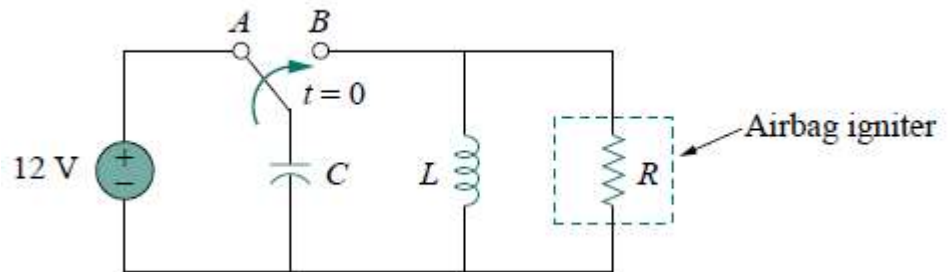 A B
t = 0
12 V
+
−
C
L
R
Airbag igniter